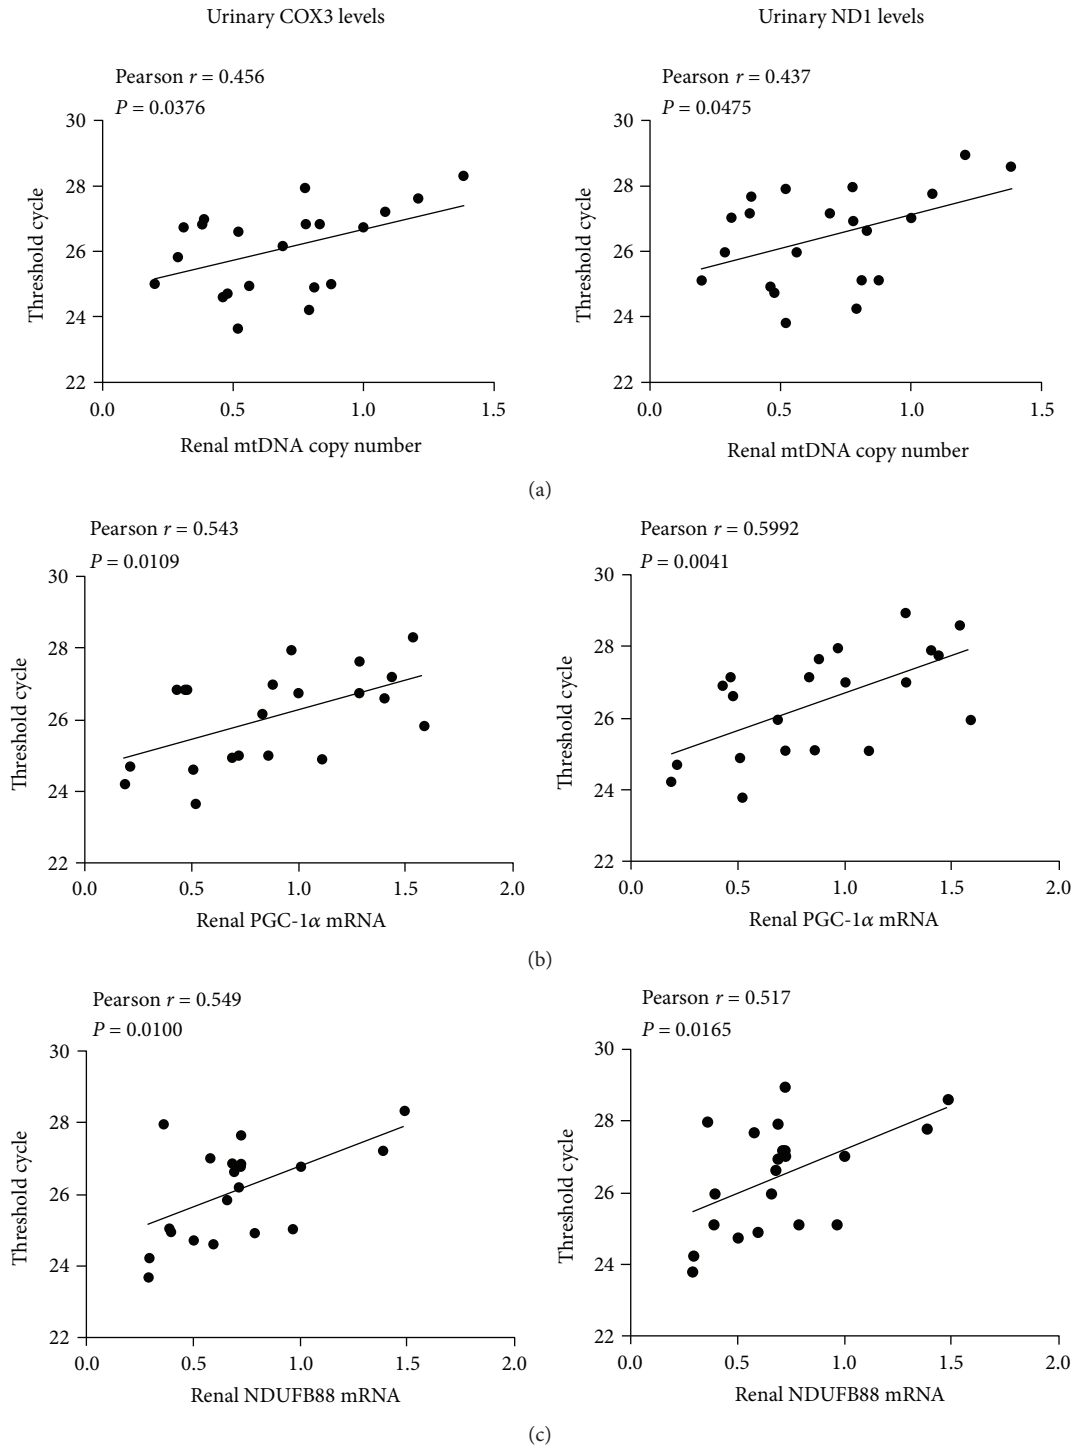 Urinary COX3 levels
Urinary ND1 levels
Pearson r = 0.456
P = 0.0376
30
28
26
24
22
Threshold cycle
0.0 0.5 1.0 1.5
Renal mtDNA copy number
Pearson r = 0.437
P = 0.0475
30
28
26
24
22
Threshold cycle
0.0 0.5 1.0 1.5
Renal mtDNA copy number
(a)
Pearson r = 0.543
P = 0.0109
30
28
26
24
22
Threshold cycle
0.0 0.5 1.0 1.5 2.0
Renal PGC-1α mRNA
Pearson r = 0.5992
P = 0.0041
30
28
26
24
22
Threshold cycle
0.0 0.5 1.0 1.5 2.0
Renal PGC-1α mRNA
(b)
Pearson r = 0.549
P = 0.0100
30
28
26
24
22
Threshold cycle
0.0 0.5 1.0 1.5 2.0
Renal NDUFB88 mRNA
Pearson r = 0.517
P = 0.0165
30
28
26
24
22
Threshold cycle
0.0 0.5 1.0 1.5 2.0
Renal NDUFB88 mRNA
(c)